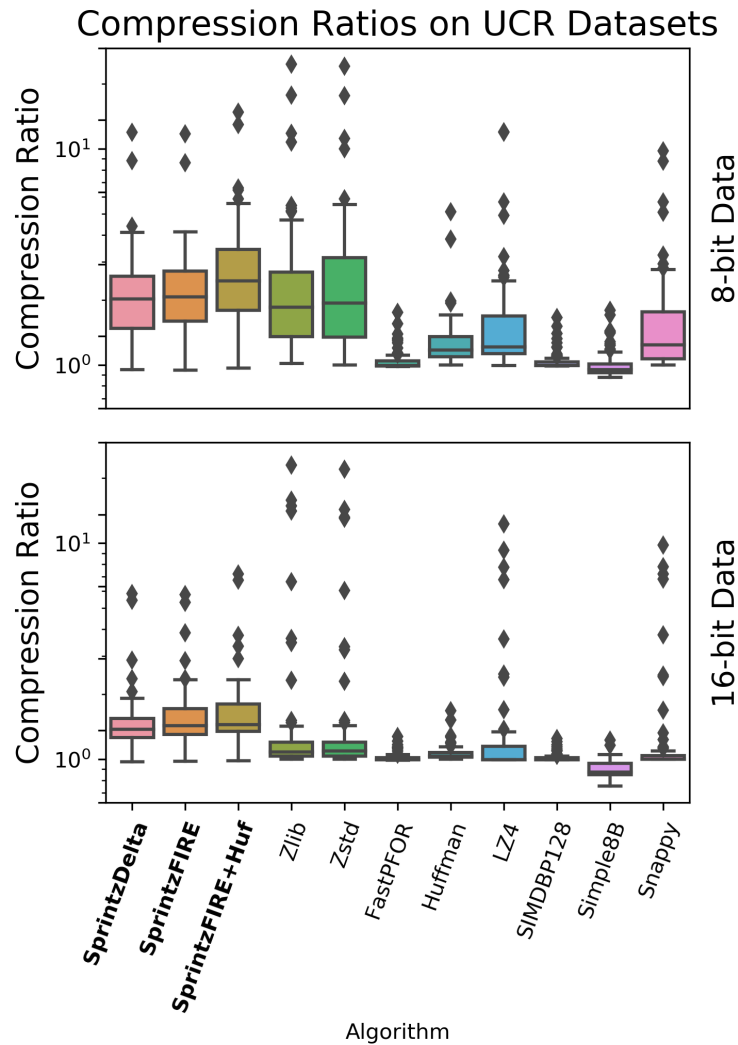 Compression Ratios on UCR Datasets
Compression Ratio
10¹
10⁰
8-bit Data
Compression Ratio
10¹
10⁰
16-bit Data
SprintzDelta
SprintzFIRE
SprintzFIRE+Huf
Zlib
Zstd
FastPFOR
Huffman
LZ4
SIMDBP128
Simple8B
Snappy
Algorithm